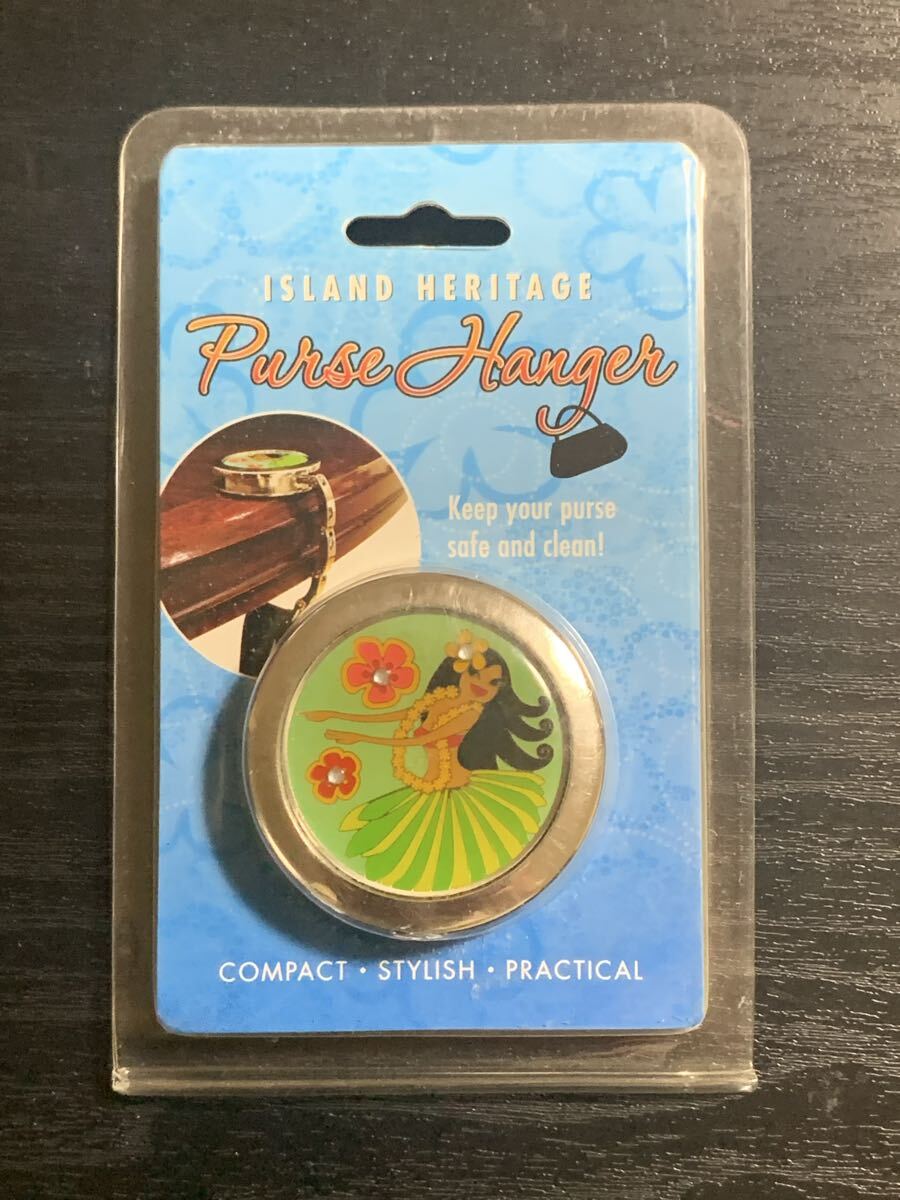 ISLAND HERITAGE
Purse Hanger
Keep your purse
safe and clean!
COMPACT • STYLISH • PRACTICAL